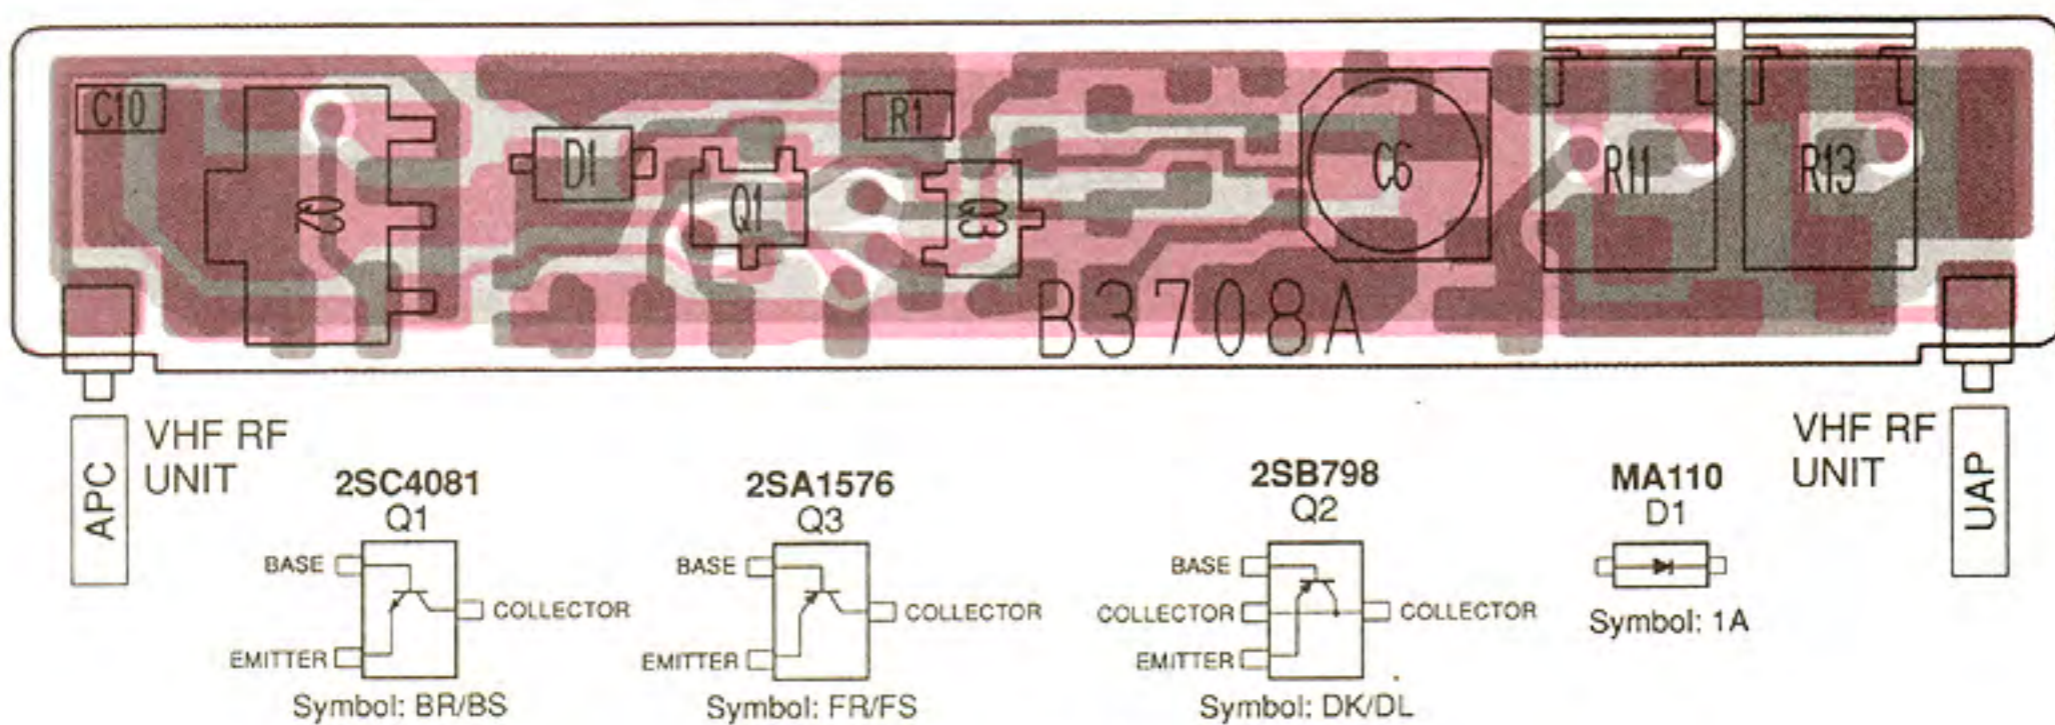 C10
Q2
D1
Q1
R1
Q3
C6
R11
R13
B3708A
APC
VHF RF
UNIT
VHF RF
UNIT
UAP
2SC4081
Q1
BASE
COLLECTOR
EMITTER
Symbol: BR/BS
2SA1576
Q3
BASE
COLLECTOR
EMITTER
Symbol: FR/FS
2SB798
Q2
BASE
COLLECTOR
COLLECTOR
EMITTER
Symbol: DK/DL
MA110
D1
Symbol: 1A